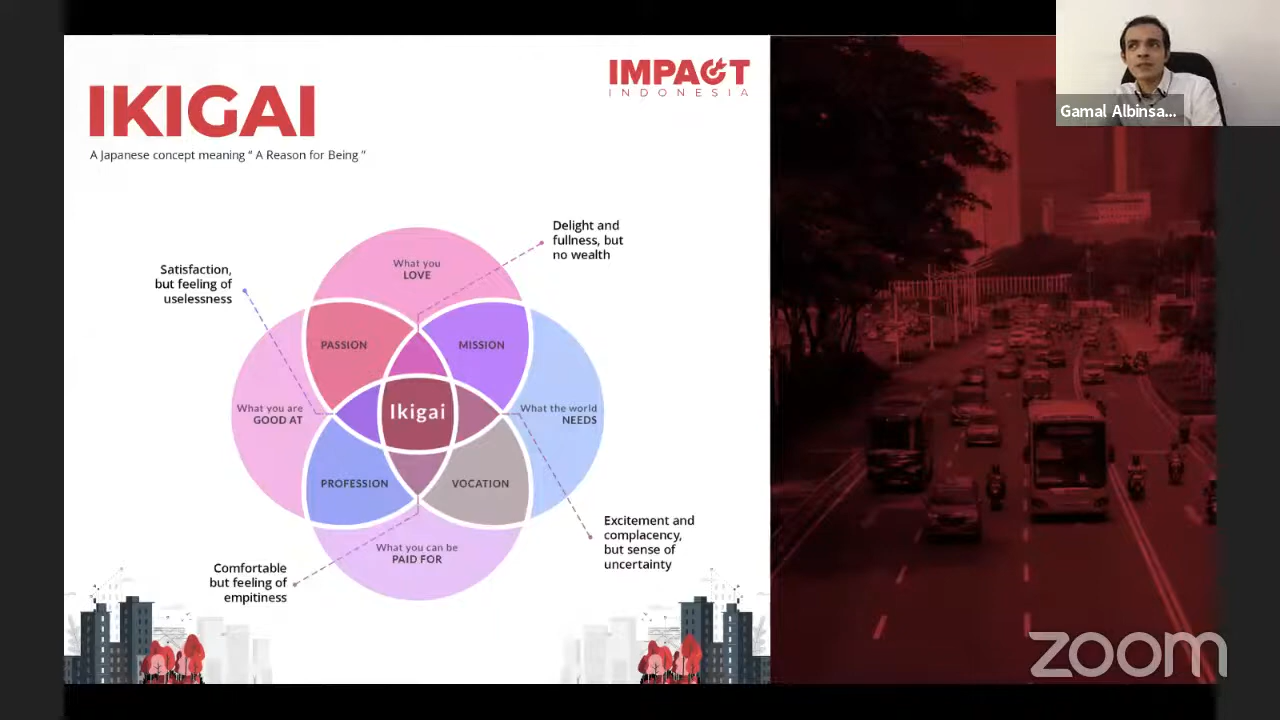 IKIGAI
A Japanese concept meaning “ A Reason for Being ”
IMPACT
INDONESIA
Gamal Albinsa...
Delight and
fullness, but
no wealth
Satisfaction,
but feeling of
uselessness
What you
LOVE
PASSION
MISSION
What you are
GOOD AT
Ikigai
What the world
NEEDS
PROFESSION
VOCATION
What you can be
PAID FOR
Excitement and
complacency,
but sense of
uncertainty
Comfortable
but feeling of
empitiness
zoom